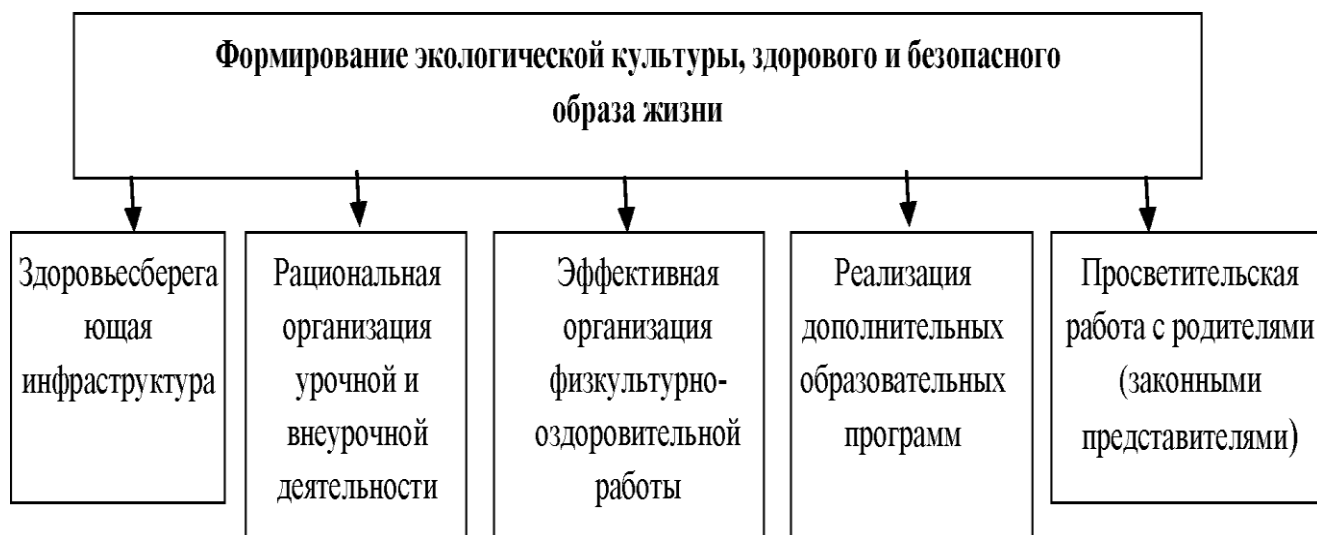 Формирование экологической культуры, здорового и безопасного
образа жизни
Здоровьесберега
ющая
инфраструктура
Рациональная
организация
урочной и
внеурочной
деятельности
Эффективная
организация
физкультурно-
оздоровительной
работы
Реализация
дополнительных
образовательных
программ
Просветительская
работа с родителями
(законными
представителями)